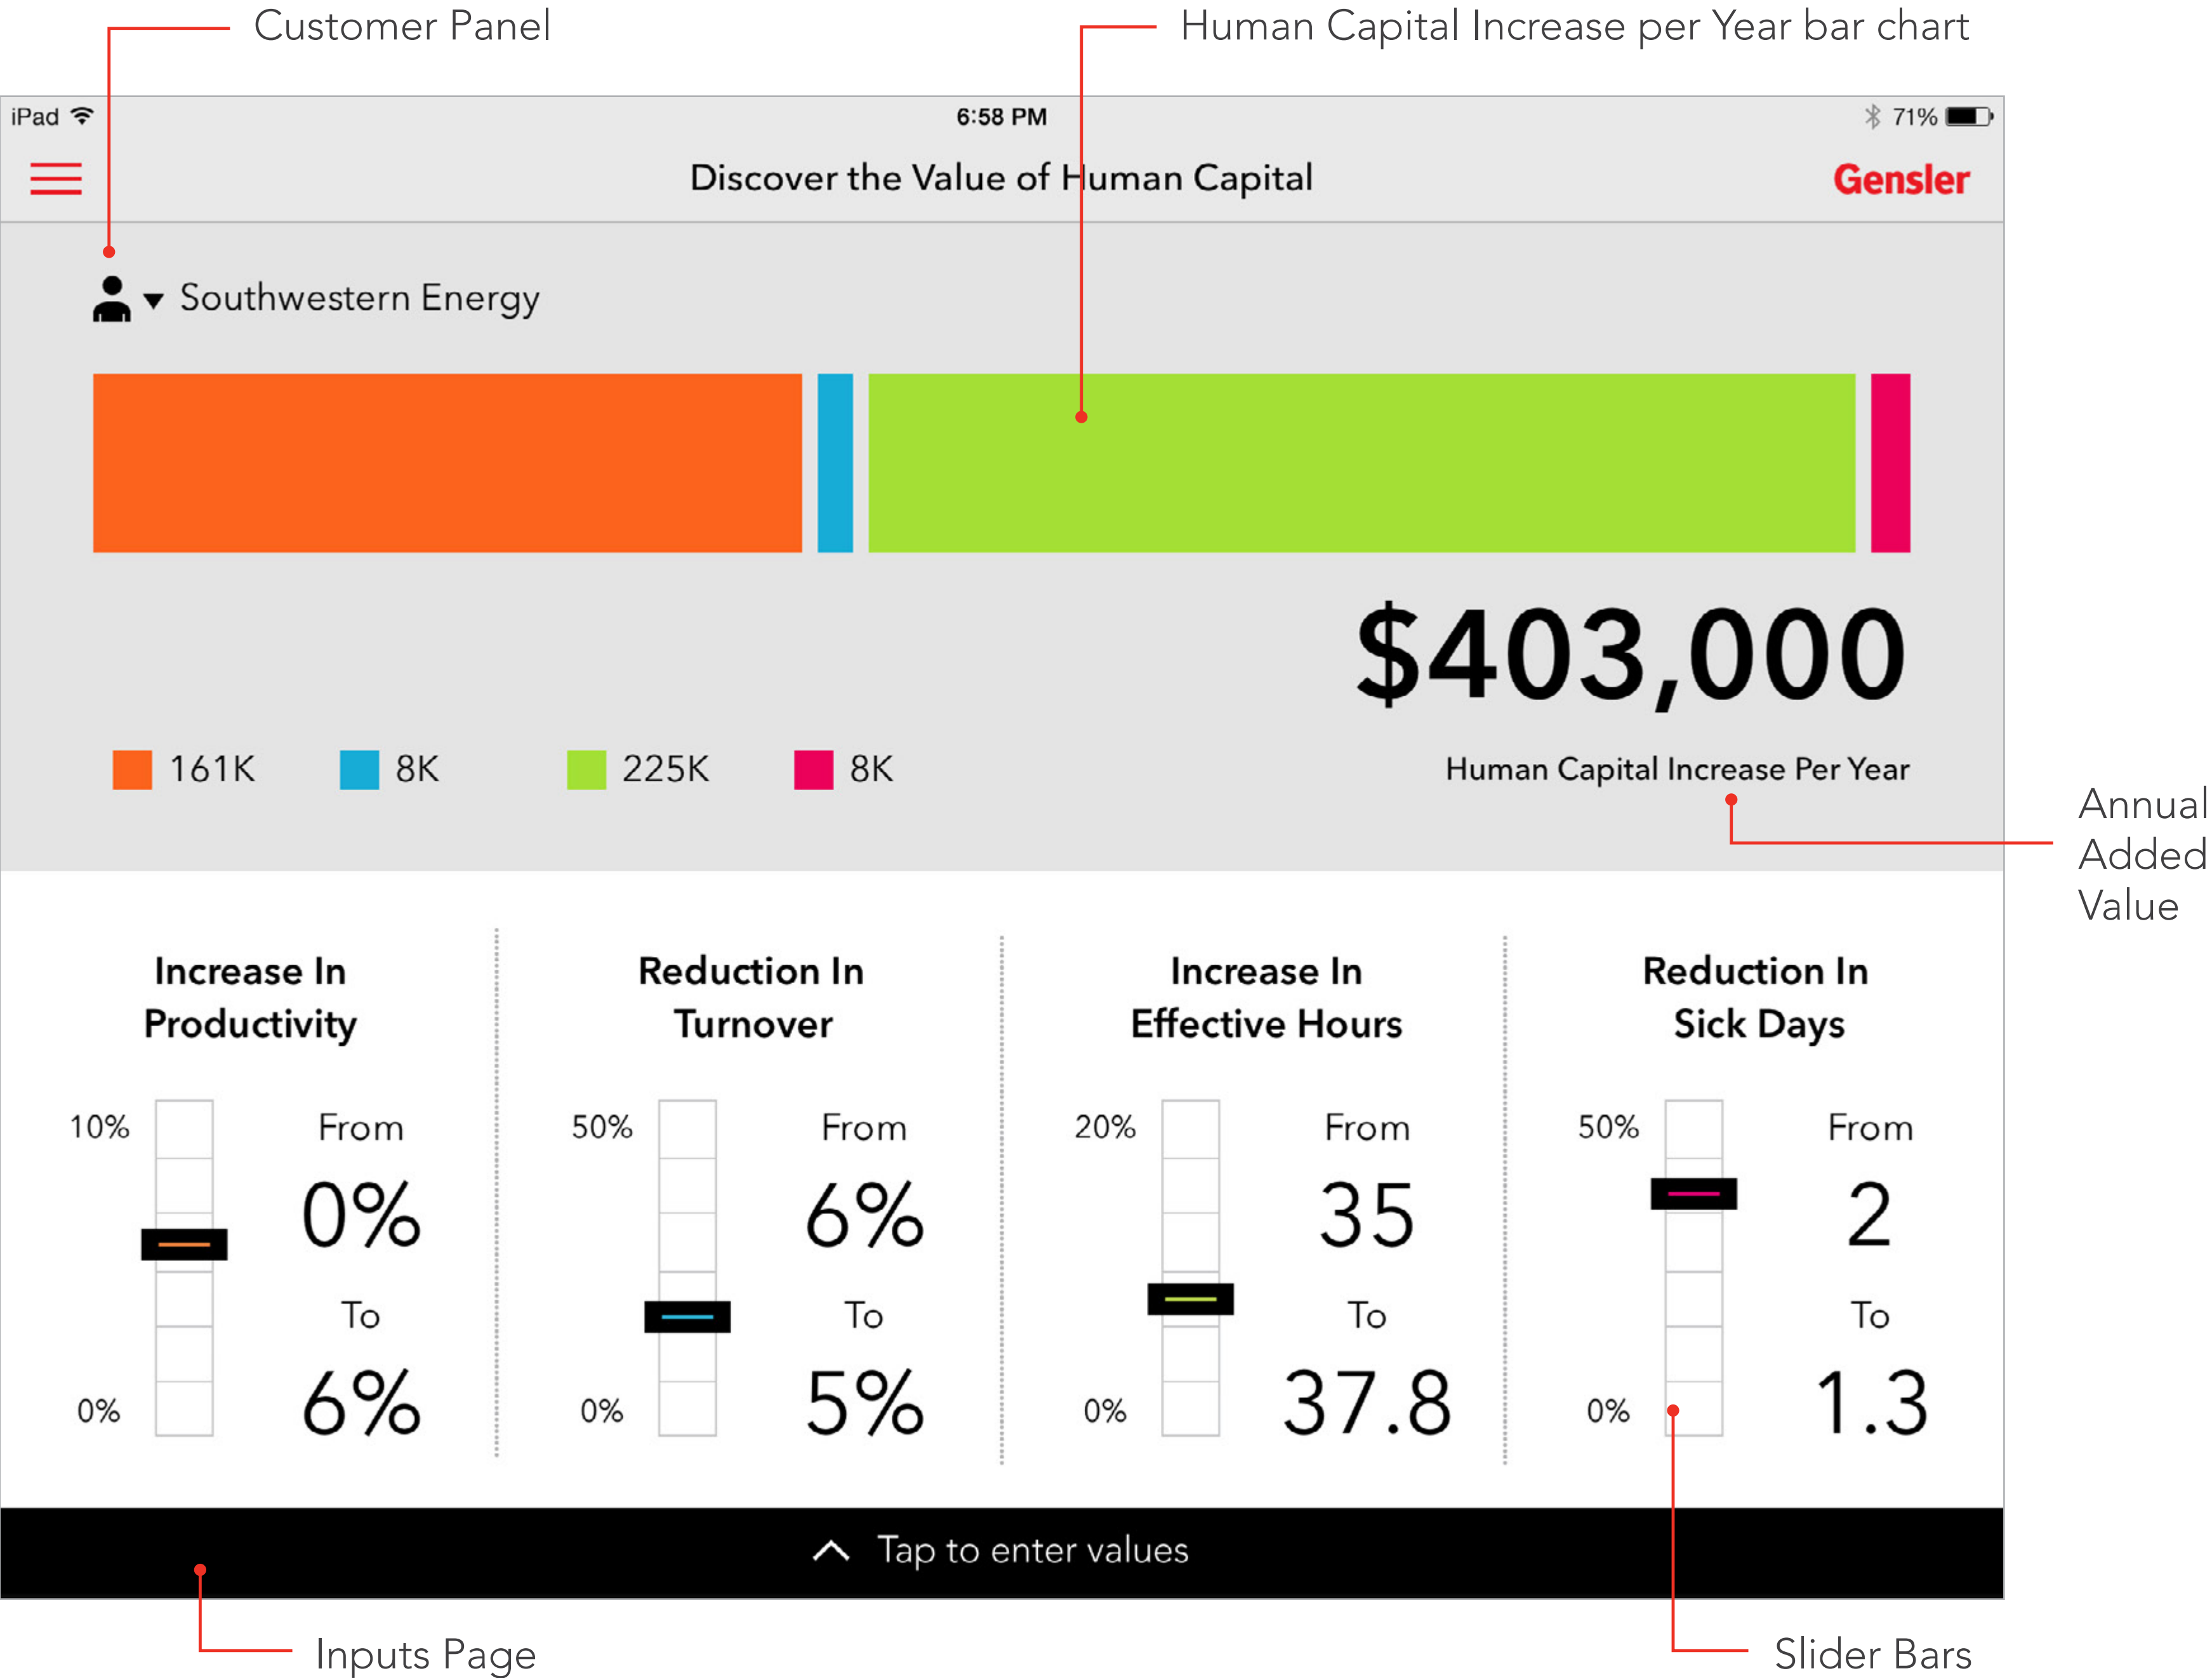 Customer Panel
Human Capital Increase per Year bar chart
iPad
6:58 PM
71%
Discover the Value of Human Capital
Gensler
Southwestern Energy
$403,000
161K
8K
225K
8K
Human Capital Increase Per Year
Annual
Added
Value
Increase In
Productivity
10%
0%
From
0%
To
6%
Reduction In
Turnover
50%
0%
From
6%
To
5%
Increase In
Effective Hours
20%
0%
From
35
To
37.8
Reduction In
Sick Days
50%
0%
From
2
To
1.3
Tap to enter values
Inputs Page
Slider Bars